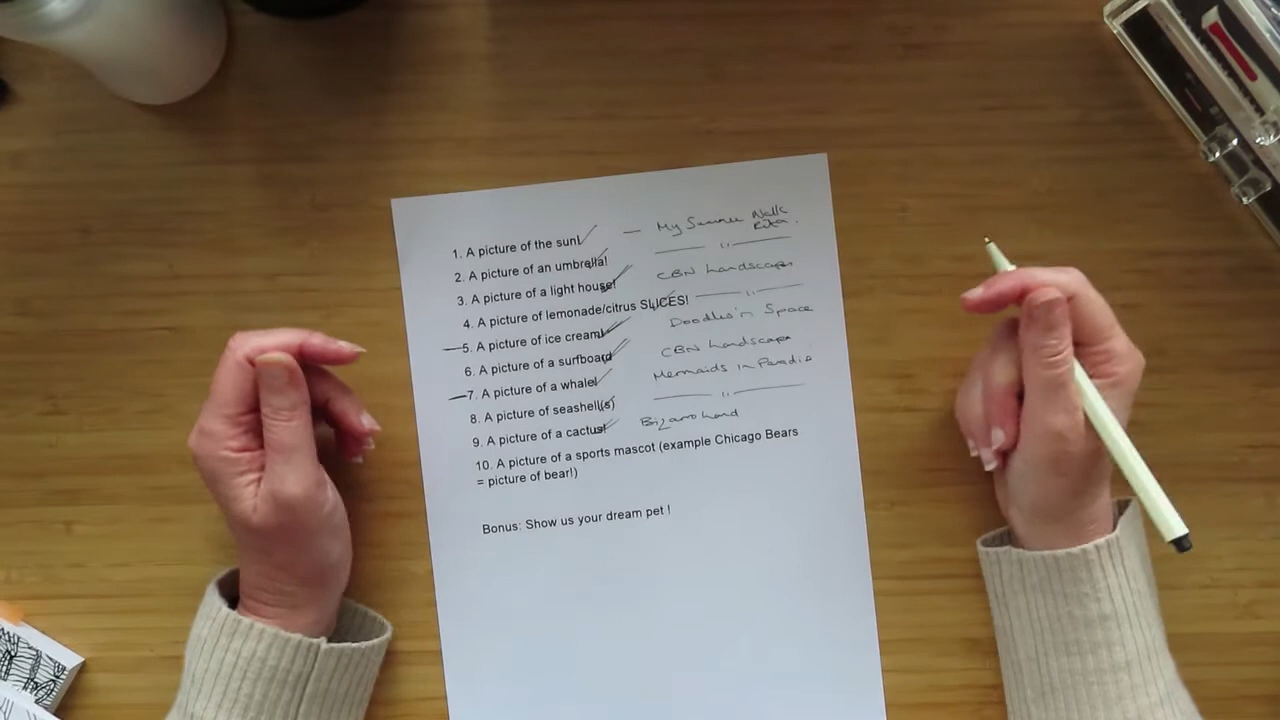 1. A picture of the sun! — My Summer Walk
Rita.
2. A picture of an umbrella! "
3. A picture of a light house! CBN Landscapes
4. A picture of lemonade/citrus SLICES! "
5. A picture of ice cream! Doodles in Space
6. A picture of a surfboard CBN Landscape
7. A picture of a whale! Mermaids in Paradis
8. A picture of seashell(s) "
9. A picture of a cactus! Bizarro land
10. A picture of a sports mascot (example Chicago Bears
= picture of bear!)
Bonus: Show us your dream pet !